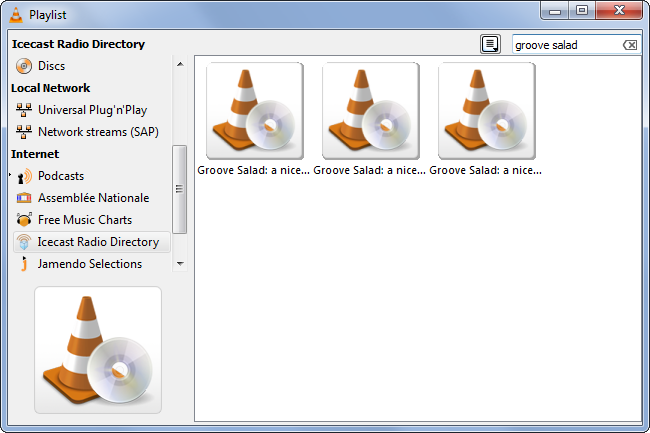 Playlist
Icecast Radio Directory
groove salad
Discs
Local Network
Universal Plug'n'Play
Network streams (SAP)
Internet
Podcasts
Assemblée Nationale
Free Music Charts
Icecast Radio Directory
Jamendo Selections
Groove Salad: a nice... Groove Salad: a nice... Groove Salad: a nice...